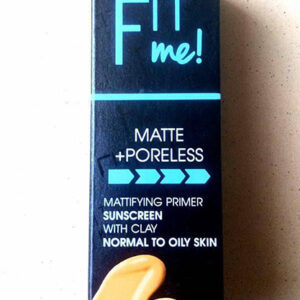 FIT
me!
MATTE
+PORELESS
MATTIFYING PRIMER
SUNSCREEN
WITH CLAY
NORMAL TO OILY SKIN